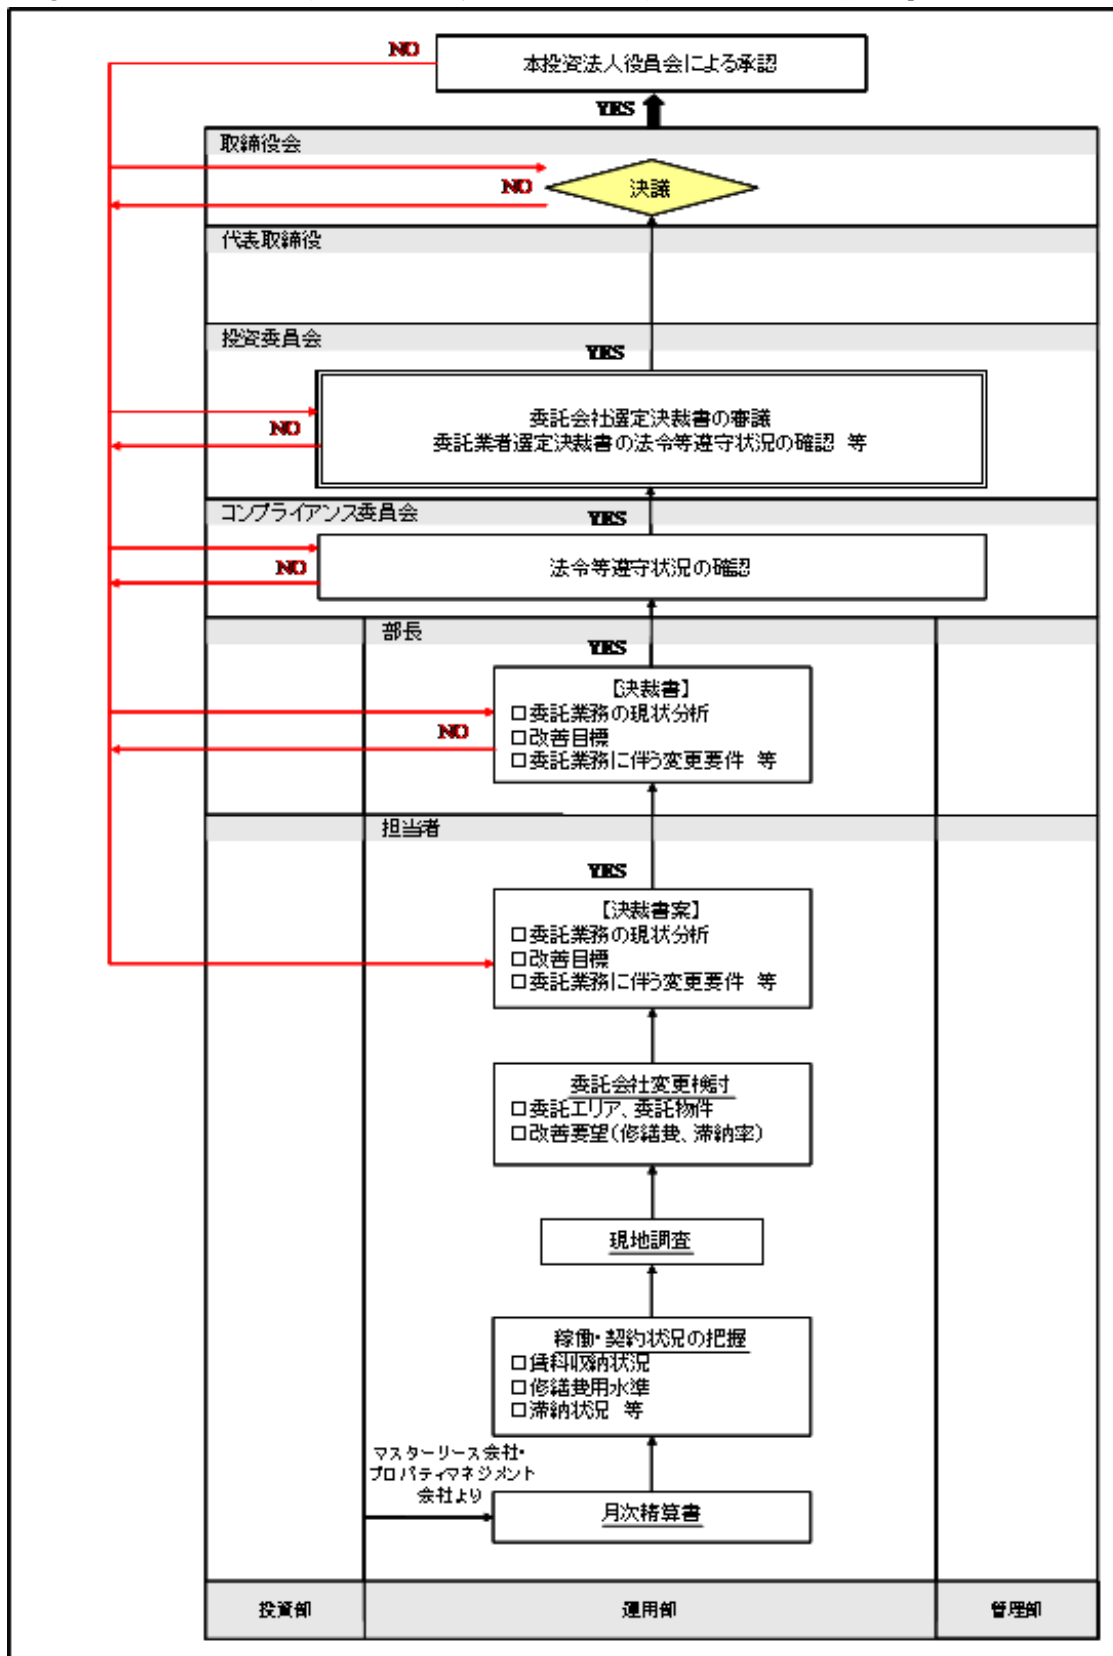 NO
本投資法人役員会による承認
YES
取締役会
NO
決議
代表取締役
投資委員会
YES
委託会社選定決裁書の審議
NO
委託業者選定決裁書の法令等遵守状況の確認 等
コンプライアンス委員会
YES
NO
法令等遵守状況の確認
部長
YES
【決裁書】
□委託業務の現状分析
NO
□改善目標
□委託業務に伴う変更要件 等
担当者
YES
【決裁書案】
□委託業務の現状分析
□改善目標
□委託業務に伴う変更要件 等
委託会社変更検討
□委託エリア、委託物件
□改善要望(修繕費、滞納率)
現地調査
稼働・契約状況の把握
□賃料収納状況
□修繕費用水準
□滞納状況 等
マスターリース会社・
プロパティマネジメント
会社より
月次精算書
投資部
運用部
管理部